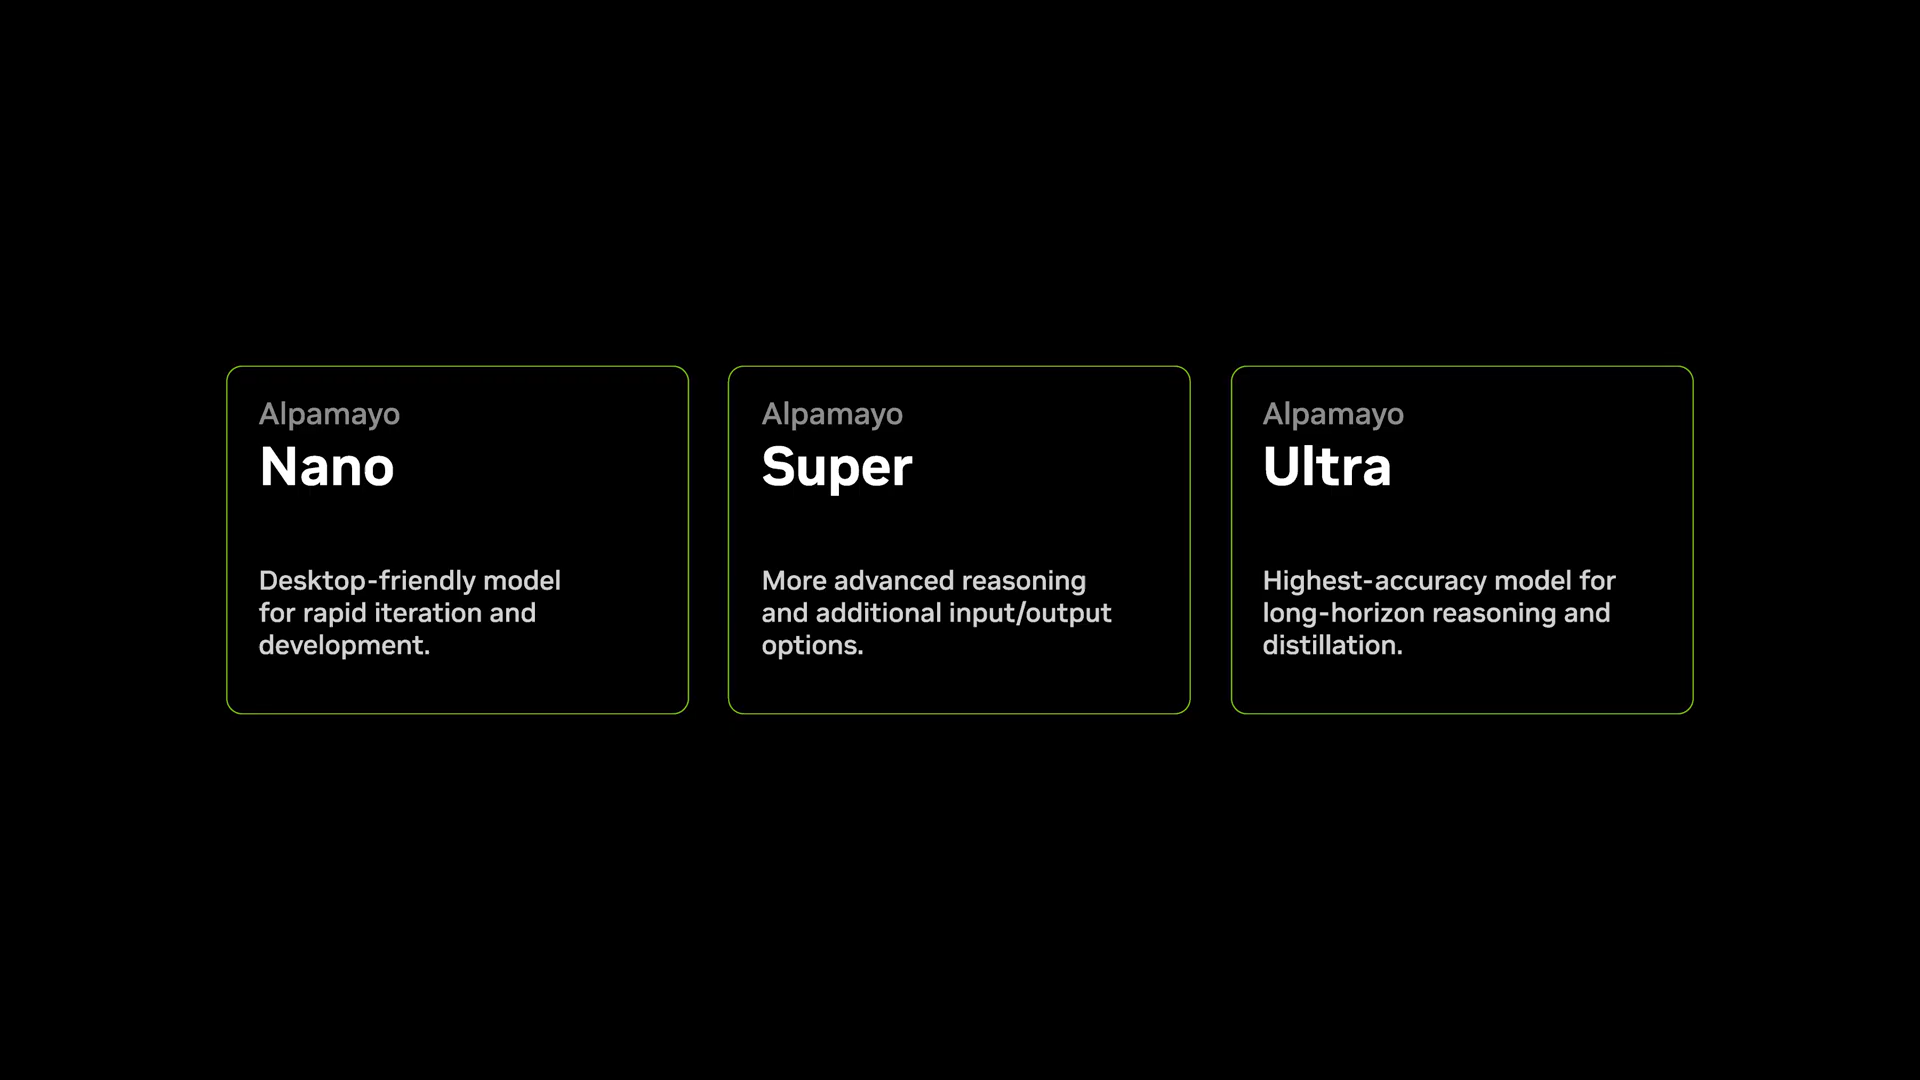 Alpamayo
Nano
Desktop-friendly model
for rapid iteration and
development.
Alpamayo
Super
More advanced reasoning
and additional input/output
options.
Alpamayo
Ultra
Highest-accuracy model for
long-horizon reasoning and
distillation.